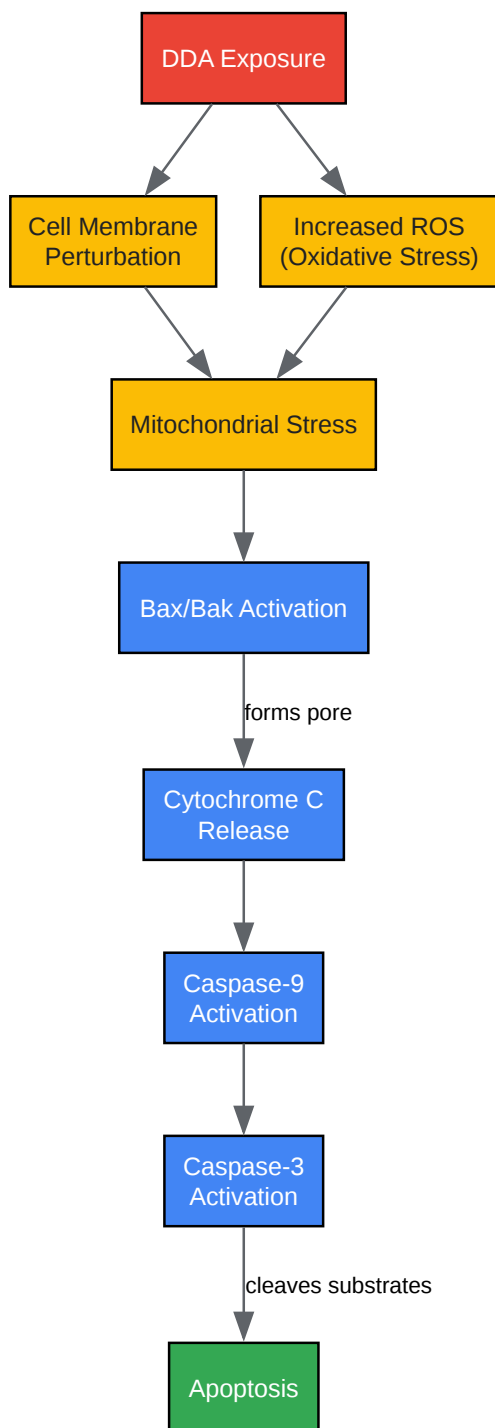 DDA Exposure
Cell Membrane
Perturbation
Increased ROS
(Oxidative Stress)
Mitochondrial Stress
Bax/Bak Activation
forms pore
Cytochrome C
Release
Caspase-9
Activation
Caspase-3
Activation
cleaves substrates
Apoptosis